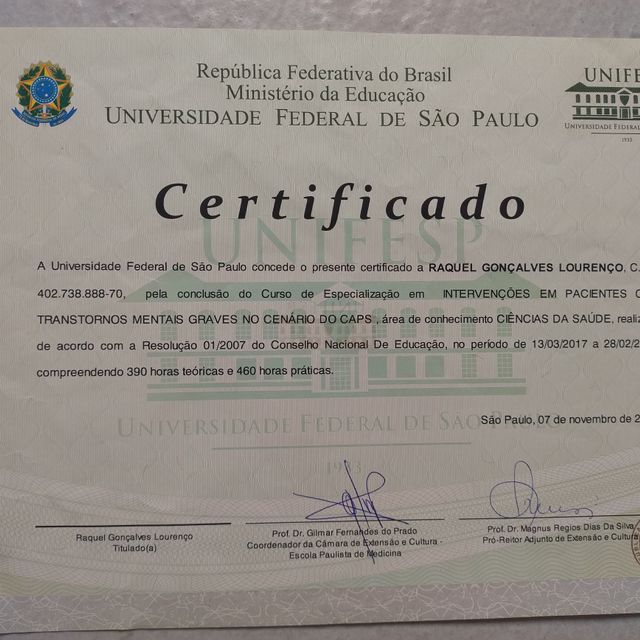 República Federativa do Brasil
Ministério da Educação
UNIVERSIDADE FEDERAL DE SÃO PAULO
UNIFE
UNIVERSIDADE FEDERAL
1933
Certificado
UNIFESP
A Universidade Federal de São Paulo concede o presente certificado a RAQUEL GONÇALVES LOURENÇO, C.
402.738.888-70, pela conclusão do Curso de Especialização em INTERVENÇÕES EM PACIENTES C
TRANSTORNOS MENTAIS GRAVES NO CENÁRIO DO CAPS , área de conhecimento CIÊNCIAS DA SAÚDE, realiz
de acordo com a Resolução 01/2007 do Conselho Nacional De Educação, no período de 13/03/2017 a 28/02/2
compreendendo 390 horas teóricas e 460 horas práticas.
São Paulo, 07 de novembro de 2
UNIVERSIDADE FEDERAL DE SÃO PAULO
1933
Raquel Gonçalves Lourenço
Titulado(a)
Prof. Dr. Gilmar Fernandes do Prado
Coordenador da Câmara de Extensão e Cultura -
Escola Paulista de Medicina
Prof. Dr. Magnus Regios Dias Da Silva
Pró-Reitor Adjunto de Extensão e Cultura